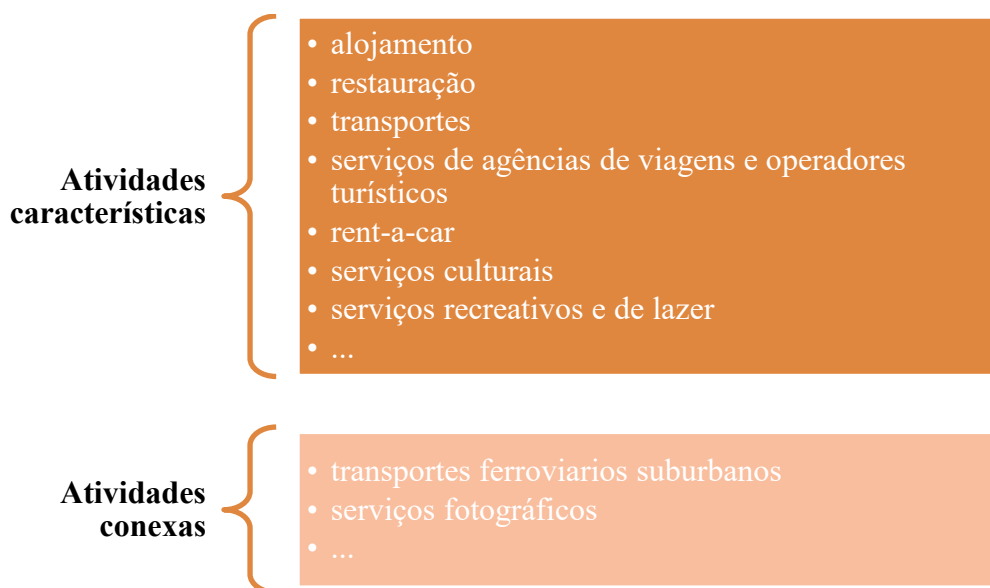 Atividades
características
• alojamento
• restauração
• transportes
• serviços de agências de viagens e operadores
turísticos
• rent-a-car
• serviços culturais
• serviços recreativos e de lazer
• ...
Atividades
conexas
• transportes ferroviarios suburbanos
• serviços fotográficos
• ...